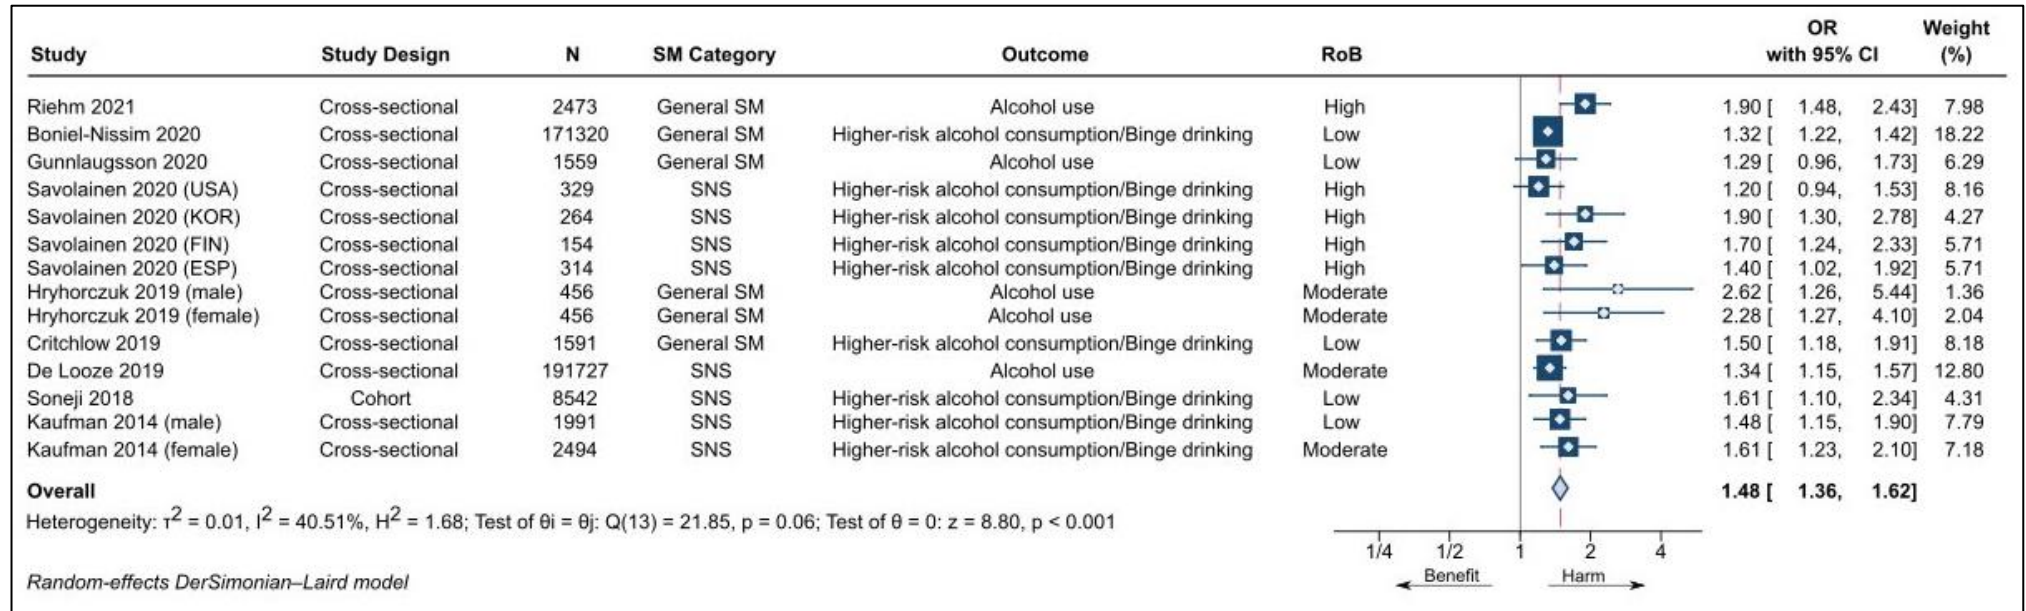 Study Study Design N SM Category Outcome RoB OR with 95% CI Weight (%)
Riehm 2021 Cross-sectional 2473 General SM Alcohol use High 1.90 [ 1.48, 2.43] 7.98
Boniel-Nissim 2020 Cross-sectional 171320 General SM Higher-risk alcohol consumption/Binge drinking Low 1.32 [ 1.22, 1.42] 18.22
Gunnlaugsson 2020 Cross-sectional 1559 General SM Alcohol use Low 1.29 [ 0.96, 1.73] 6.29
Savolainen 2020 (USA) Cross-sectional 329 SNS Higher-risk alcohol consumption/Binge drinking High 1.20 [ 0.94, 1.53] 8.16
Savolainen 2020 (KOR) Cross-sectional 264 SNS Higher-risk alcohol consumption/Binge drinking High 1.90 [ 1.30, 2.78] 4.27
Savolainen 2020 (FIN) Cross-sectional 154 SNS Higher-risk alcohol consumption/Binge drinking High 1.70 [ 1.24, 2.33] 5.71
Savolainen 2020 (ESP) Cross-sectional 314 SNS Higher-risk alcohol consumption/Binge drinking High 1.40 [ 1.02, 1.92] 5.71
Hryhorczuk 2019 (male) Cross-sectional 456 General SM Alcohol use Moderate 2.62 [ 1.26, 5.44] 1.36
Hryhorczuk 2019 (female) Cross-sectional 456 General SM Alcohol use Moderate 2.28 [ 1.27, 4.10] 2.04
Critchlow 2019 Cross-sectional 1591 General SM Higher-risk alcohol consumption/Binge drinking Low 1.50 [ 1.18, 1.91] 8.18
De Looze 2019 Cross-sectional 191727 SNS Alcohol use Moderate 1.34 [ 1.15, 1.57] 12.80
Soneji 2018 Cohort 8542 SNS Higher-risk alcohol consumption/Binge drinking Low 1.61 [ 1.10, 2.34] 4.31
Kaufman 2014 (male) Cross-sectional 1991 SNS Higher-risk alcohol consumption/Binge drinking Low 1.48 [ 1.15, 1.90] 7.79
Kaufman 2014 (female) Cross-sectional 2494 SNS Higher-risk alcohol consumption/Binge drinking Moderate 1.61 [ 1.23, 2.10] 7.18
Overall 1.48 [ 1.36, 1.62]
Heterogeneity: τ2 = 0.01, I2 = 40.51%, H2 = 1.68; Test of θi = θj: Q(13) = 21.85, p = 0.06; Test of θ = 0: z = 8.80, p < 0.001
1/4 1/2 1 2 4
Benefit Harm
Random-effects DerSimonian–Laird model